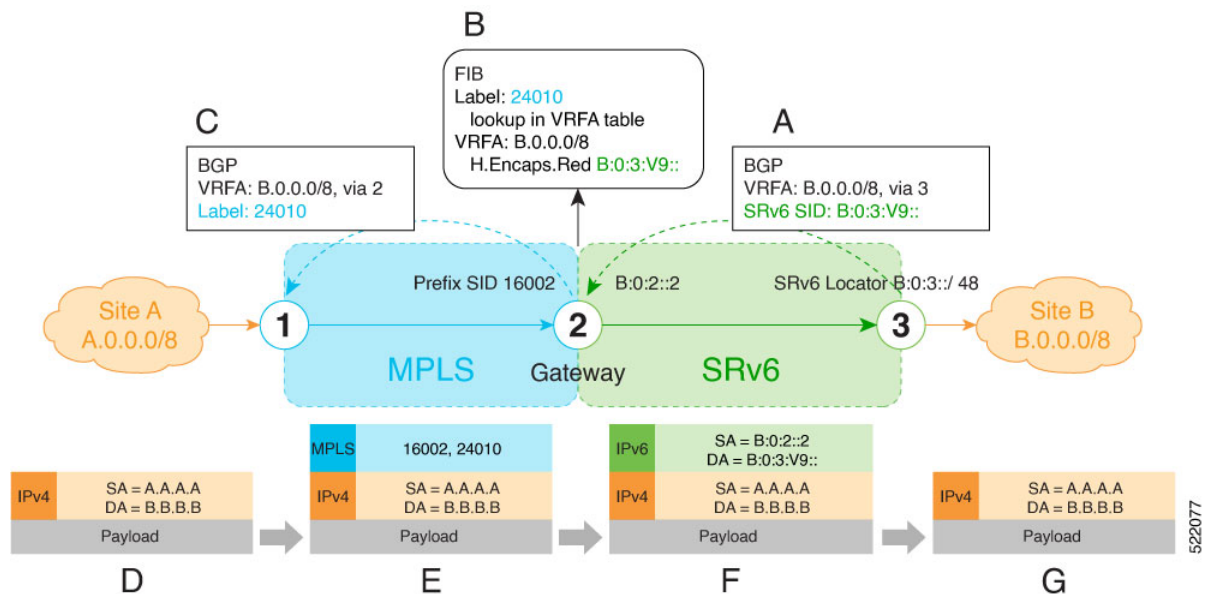 B
FIB
Label: 24010
lookup in VRFA table
VRFA: B.0.0.0/8
H.Encaps.Red B:0:3:V9::
C
BGP
VRFA: B.0.0.0/8, via 2
Label: 24010
A
BGP
VRFA: B.0.0.0/8, via 3
SRv6 SID: B:0:3:V9::
Prefix SID 16002
B:0:2::2
SRv6 Locator B:0:3::/ 48
Site A
A.0.0.0/8
1
2
3
Site B
B.0.0.0/8
MPLS
Gateway
SRv6
IPv4
SA = A.A.A.A
DA = B.B.B.B
Payload
D
MPLS
16002, 24010
IPv4
SA = A.A.A.A
DA = B.B.B.B
Payload
E
IPv6
SA = B:0:2::2
DA = B:0:3:V9::
IPv4
SA = A.A.A.A
DA = B.B.B.B
Payload
F
IPv4
SA = A.A.A.A
DA = B.B.B.B
Payload
G
522077